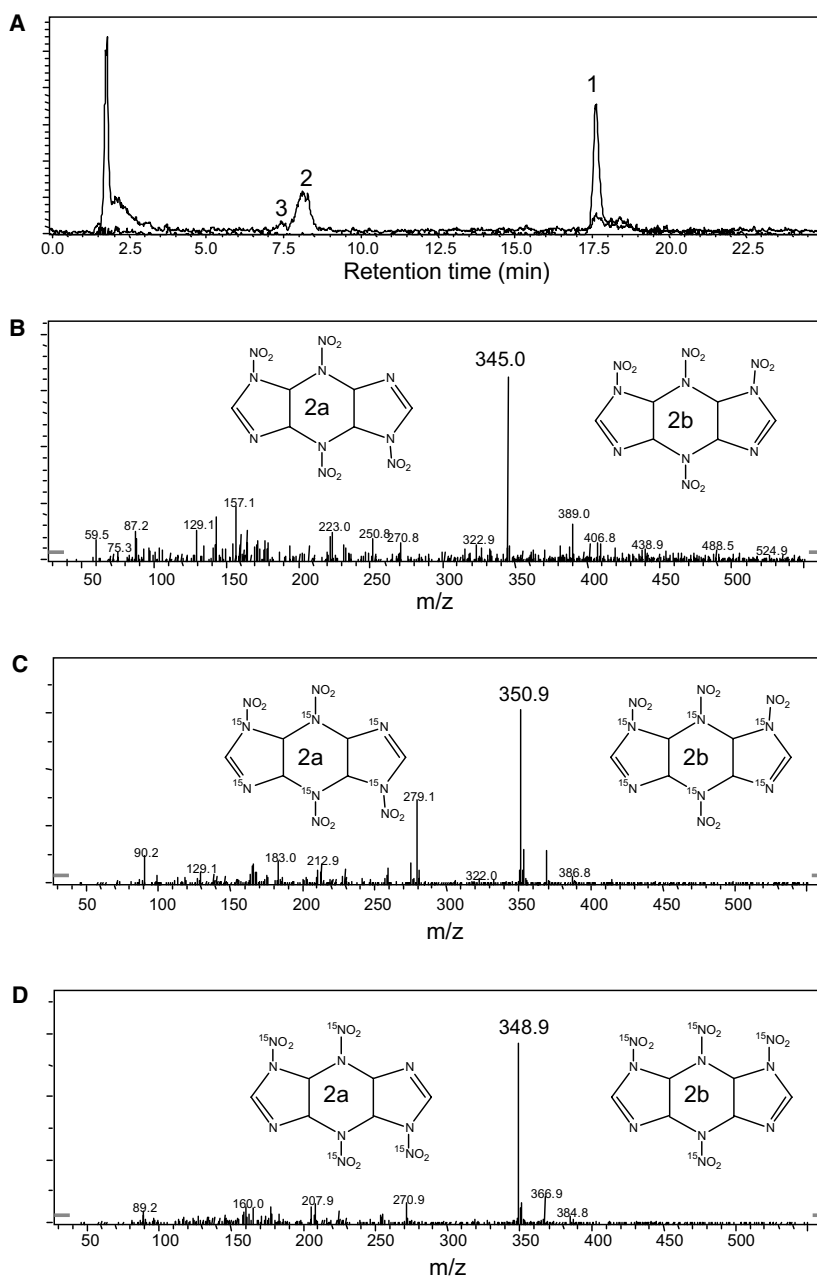 A
1
2
3
0.0 2.5 5.0 7.5 10.0 12.5 15.0 17.5 20.0 22.5
Retention time (min)
B
NO2 NO2 345.0 NO2 NO2 NO2
N N N N N N
2a 2b
N N N N N N
NO2 NO2 NO2
59.5 75.3 87.2 129.1 157.1 223.0 250.8 270.8 322.9 389.0 406.8 438.9 488.5 524.9
50 100 150 200 250 300 350 400 450 500
m/z
C
NO2 NO2 350.9 NO2 NO2 NO2
15N 15N 15N 15N 15N 15N
2a 2b
15N 15N 15N 15N 15N 15N
NO2 NO2 NO2
90.2 129.1 183.0 212.9 279.1 322.0 386.8
50 100 150 200 250 300 350 400 450 500
m/z
D
15NO2 15NO2 348.9 15NO2 15NO2 15NO2
N N N N N N
2a 2b
N N N N N N
15NO2 15NO2 15NO2
89.2 160.0 207.9 270.9 366.9 384.8
50 100 150 200 250 300 350 400 450 500
m/z